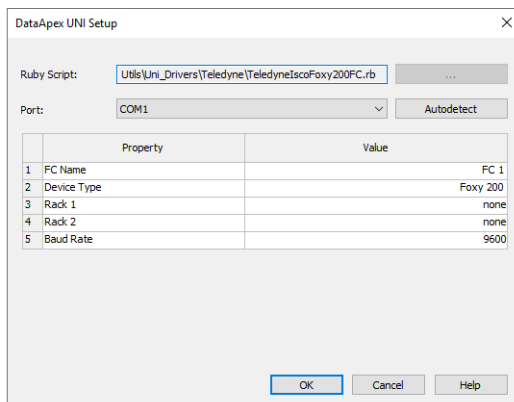 DataApex UNI Setup
Ruby Script: Utils\Uni_Drivers\Teledyne\TeledyneIscoFoxy200FC.rb ...
Port: COM1 Autodetect
Property Value
1 FC Name FC 1
2 Device Type Foxy 200
3 Rack 1 none
4 Rack 2 none
5 Baud Rate 9600
OK Cancel Help